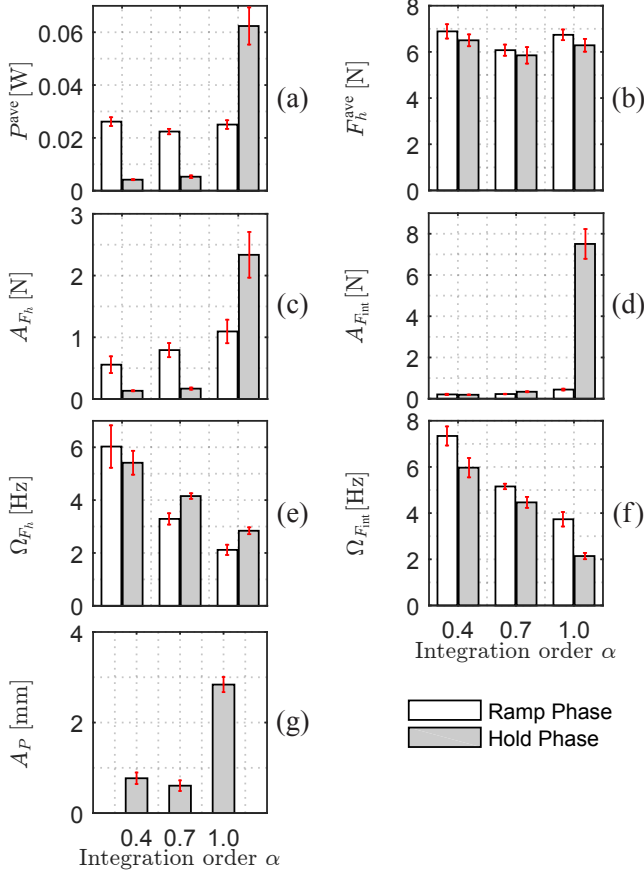 P^ave [W]
0.06
0.04
0.02
0
(a)
F_h^ave [N]
8
6
4
2
0
(b)
A_{F_h} [N]
3
2
1
0
(c)
A_{F_int} [N]
8
6
4
2
0
(d)
Ω_{F_h} [Hz]
6
4
2
0
(e)
Ω_{F_int} [Hz]
8
6
4
2
0
(f)
0.4 0.7 1.0
Integration order α
A_P [mm]
4
2
0
(g)
0.4 0.7 1.0
Integration order α
Ramp Phase
Hold Phase